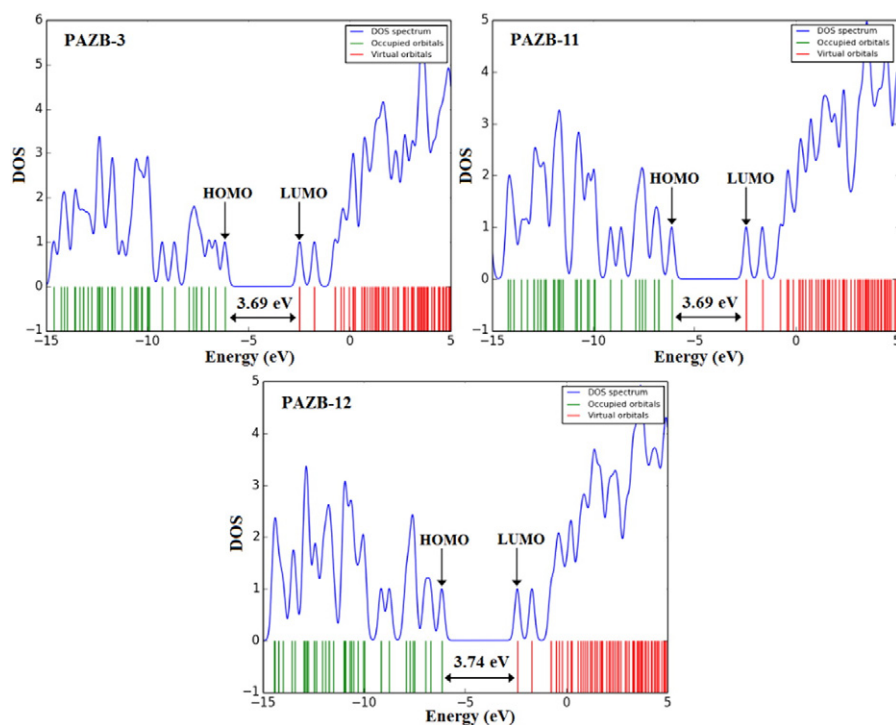 PAZB-3
DOS spectrum
Occupied orbitals
Virtual orbitals
HOMO
LUMO
3.69 eV
DOS
6
5
4
3
2
1
0
−1
−15
−10
−5
0
5
Energy (eV)
PAZB-11
DOS spectrum
Occupied orbitals
Virtual orbitals
HOMO
LUMO
3.69 eV
5
4
3
2
1
0
−1
−15
−10
−5
0
5
Energy (eV)
PAZB-12
DOS spectrum
Occupied orbitals
Virtual orbitals
HOMO
LUMO
3.74 eV
DOS
5
4
3
2
1
0
−1
−15
−10
−5
0
5
Energy (eV)